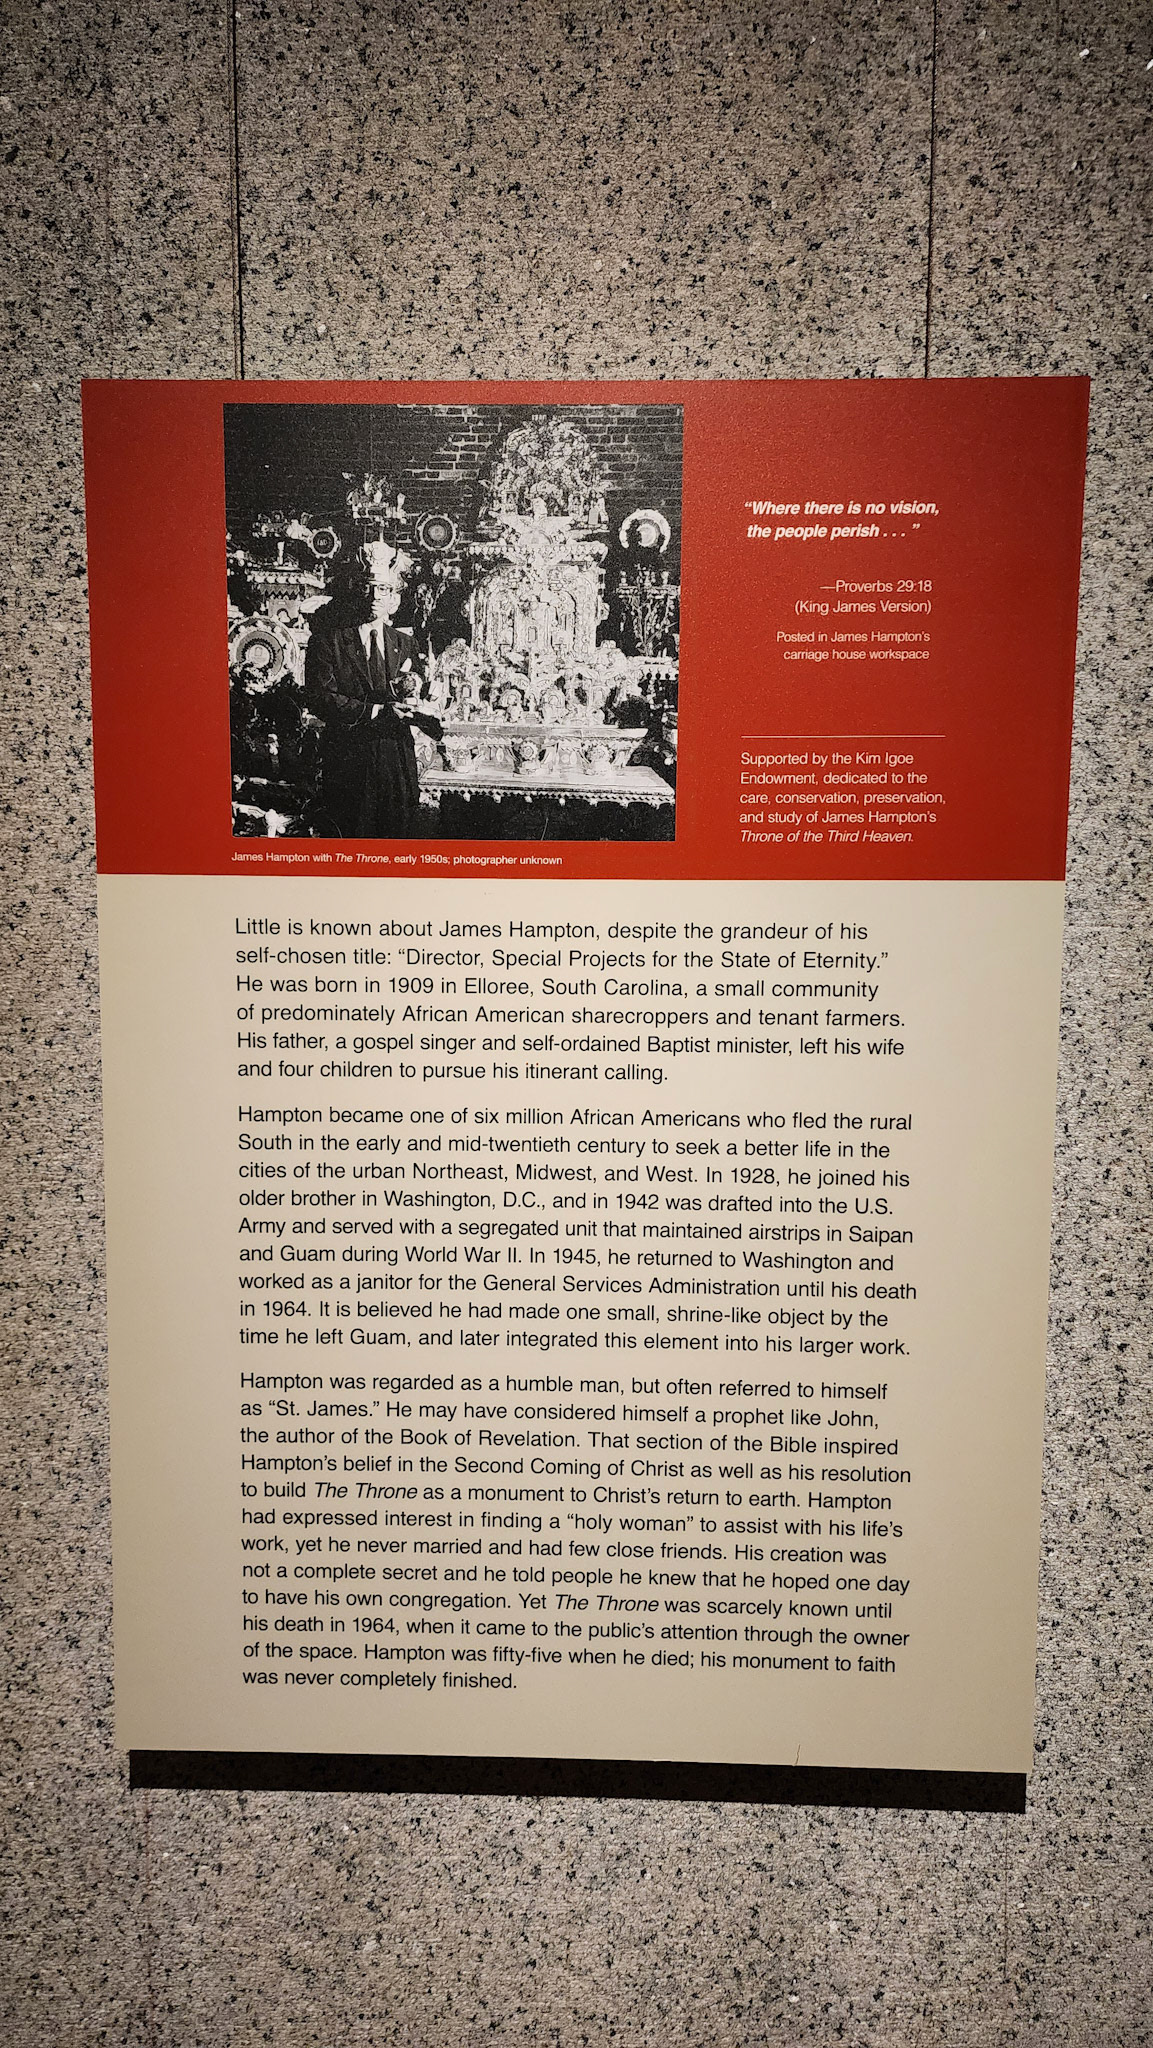 "Where there is no vision,
the people perish . . . "
—Proverbs 29:18
(King James Version)
Posted in James Hampton's
carriage house workspace
Supported by the Kim Igoe
Endowment, dedicated to the
care, conservation, preservation,
and study of James Hampton's
Throne of the Third Heaven.
James Hampton with The Throne, early 1950s; photographer unknown
Little is known about James Hampton, despite the grandeur of his
self-chosen title: "Director, Special Projects for the State of Eternity."
He was born in 1909 in Elloree, South Carolina, a small community
of predominately African American sharecroppers and tenant farmers.
His father, a gospel singer and self-ordained Baptist minister, left his wife
and four children to pursue his itinerant calling.
Hampton became one of six million African Americans who fled the rural
South in the early and mid-twentieth century to seek a better life in the
cities of the urban Northeast, Midwest, and West. In 1928, he joined his
older brother in Washington, D.C., and in 1942 was drafted into the U.S.
Army and served with a segregated unit that maintained airstrips in Saipan
and Guam during World War II. In 1945, he returned to Washington and
worked as a janitor for the General Services Administration until his death
in 1964. It is believed he had made one small, shrine-like object by the
time he left Guam, and later integrated this element into his larger work.
Hampton was regarded as a humble man, but often referred to himself
as "St. James." He may have considered himself a prophet like John,
the author of the Book of Revelation. That section of the Bible inspired
Hampton's belief in the Second Coming of Christ as well as his resolution
to build The Throne as a monument to Christ's return to earth. Hampton
had expressed interest in finding a "holy woman" to assist with his life's
work, yet he never married and had few close friends. His creation was
not a complete secret and he told people he knew that he hoped one day
to have his own congregation. Yet The Throne was scarcely known until
his death in 1964, when it came to the public's attention through the owner
of the space. Hampton was fifty-five when he died; his monument to faith
was never completely finished.